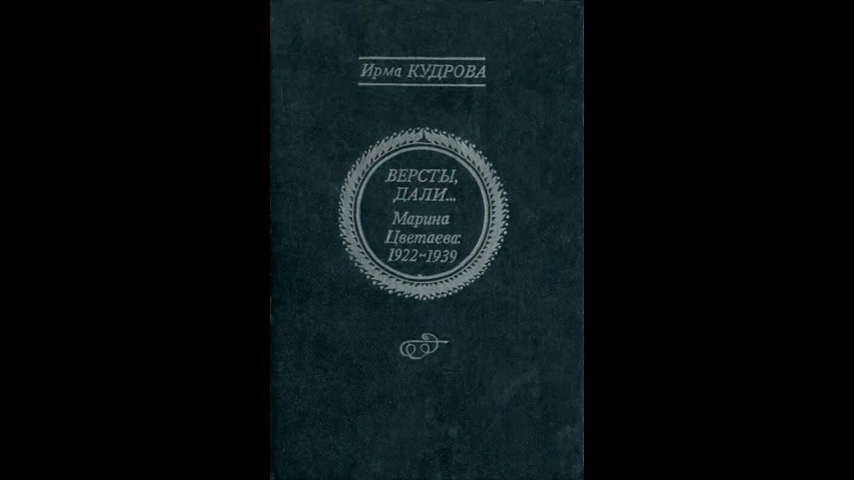 Ирма КУДРОВА
ВЕРСТЫ,
ДАЛИ...
Марина
Цветаева:
1922-1939